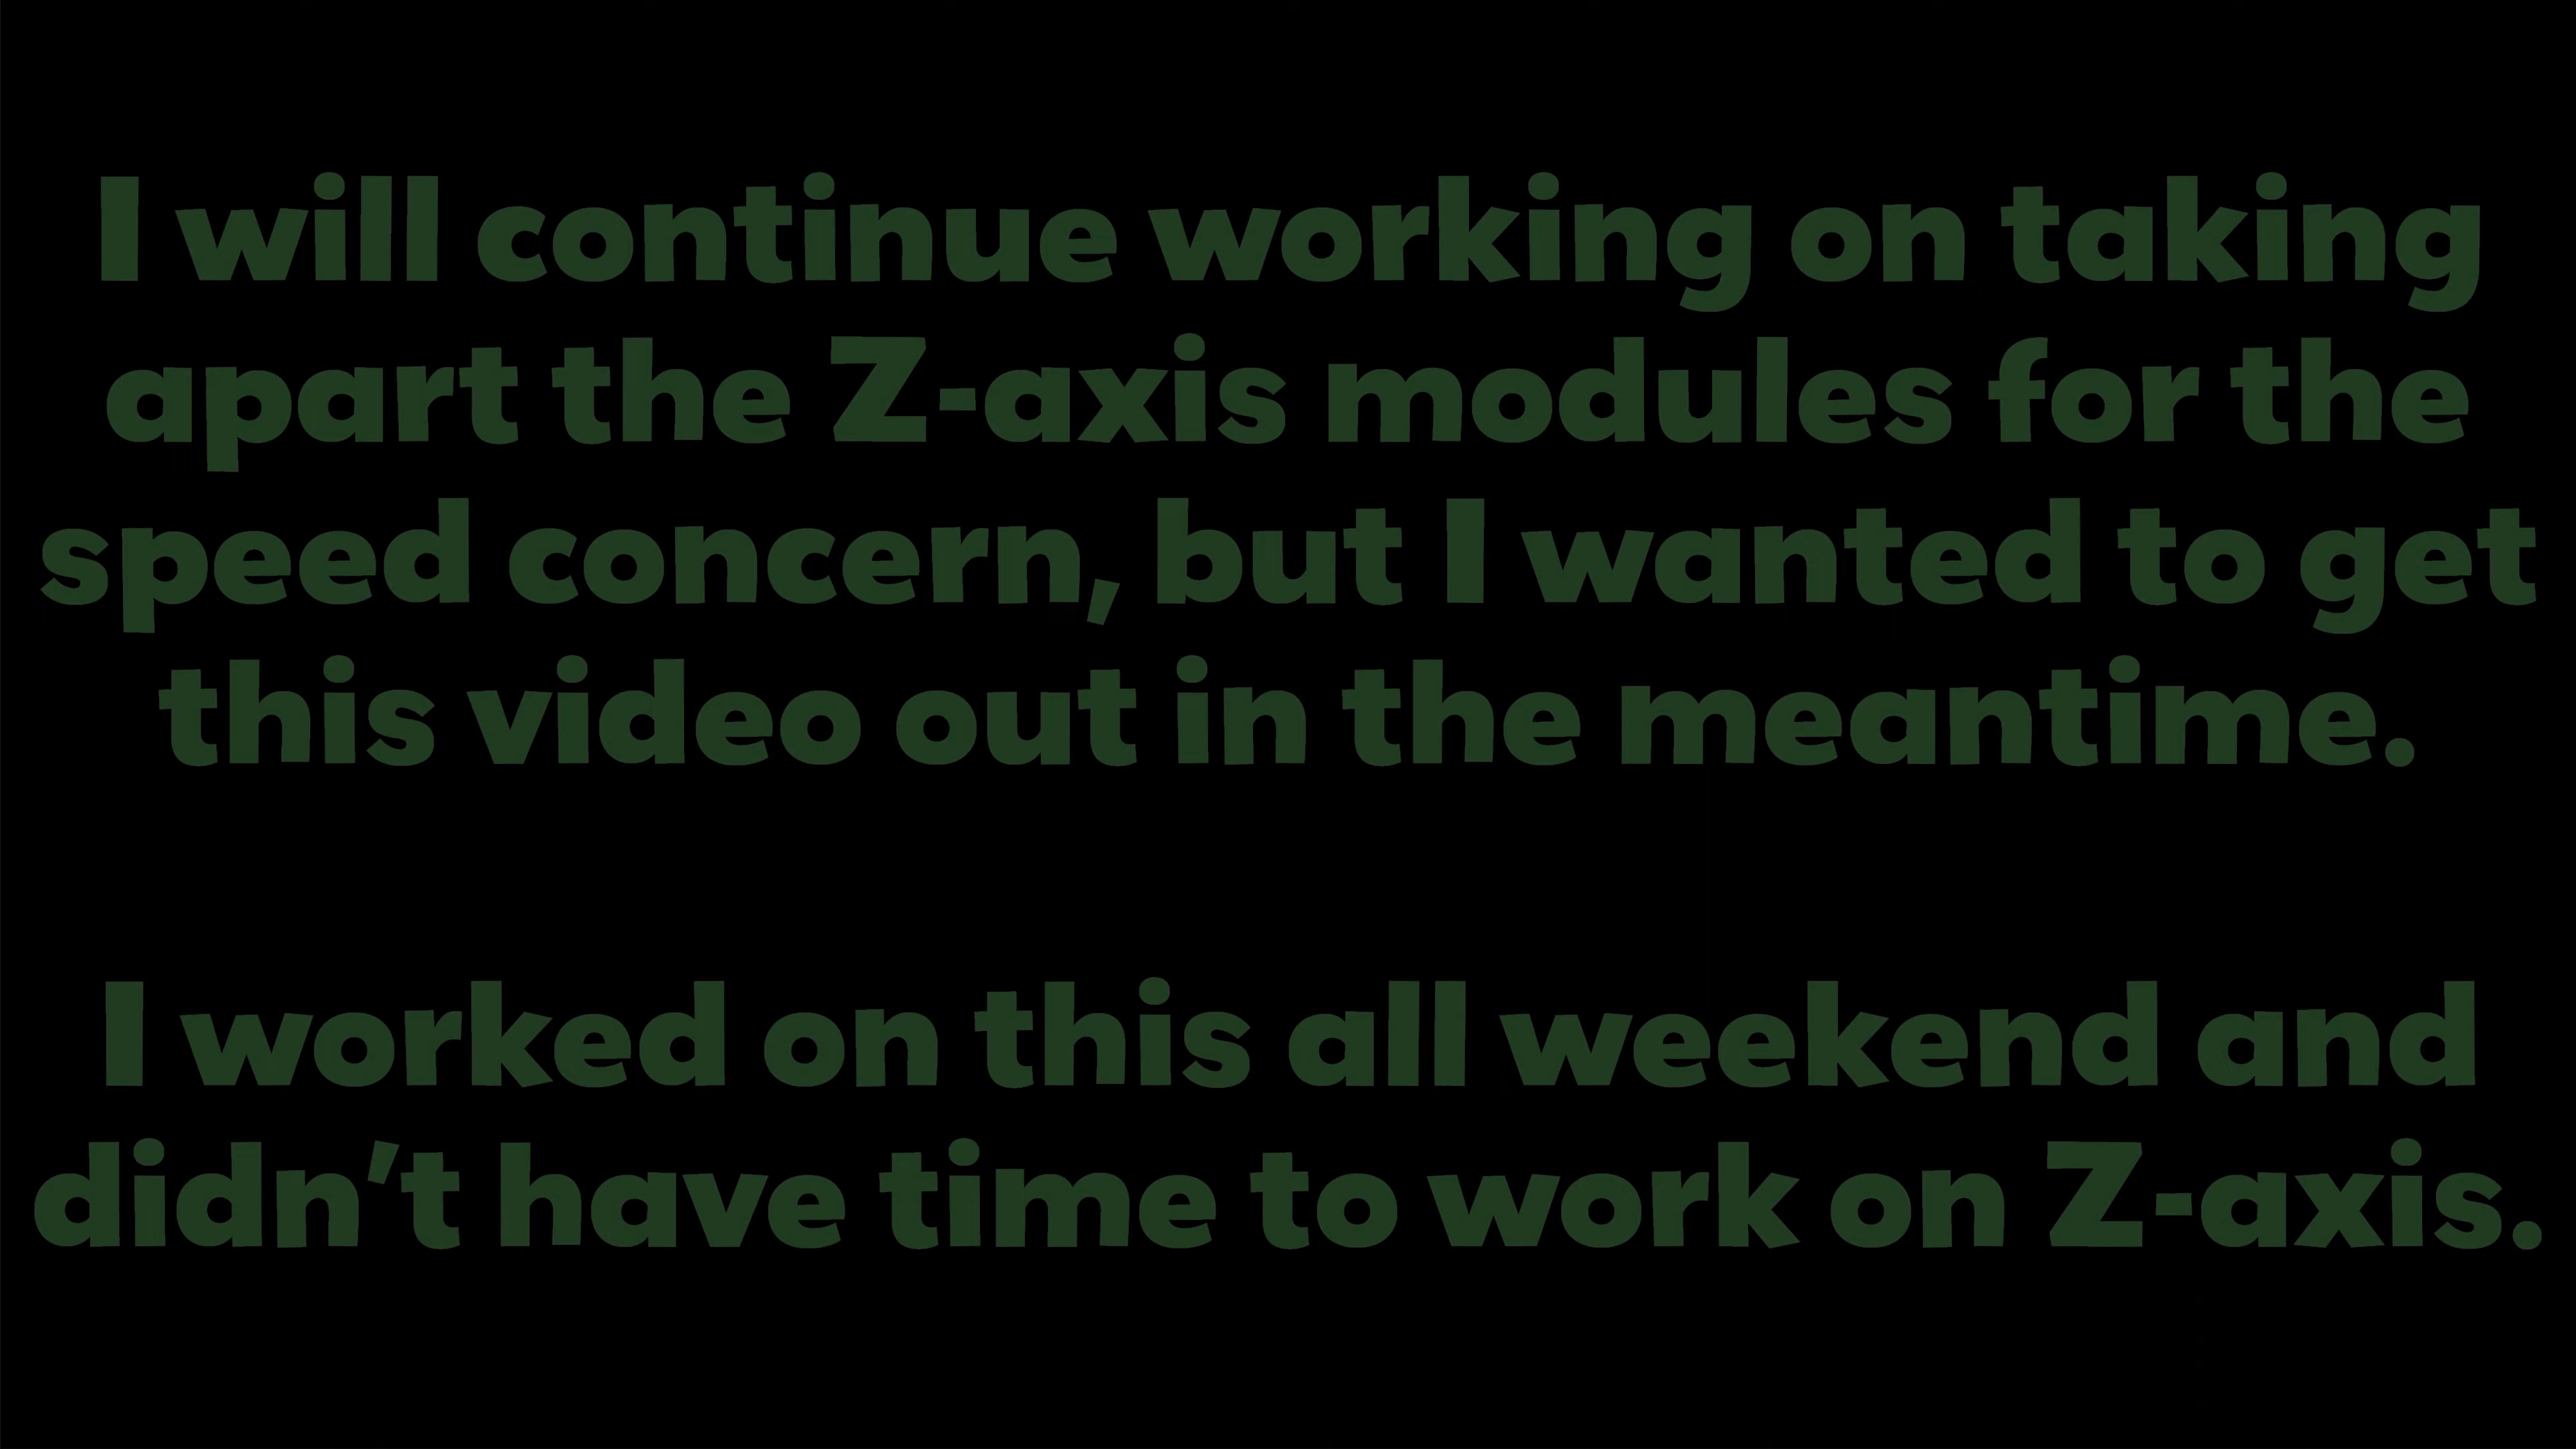 I will continue working on taking
apart the Z-axis modules for the
speed concern, but I wanted to get
this video out in the meantime.
I worked on this all weekend and
didn’t have time to work on Z-axis.